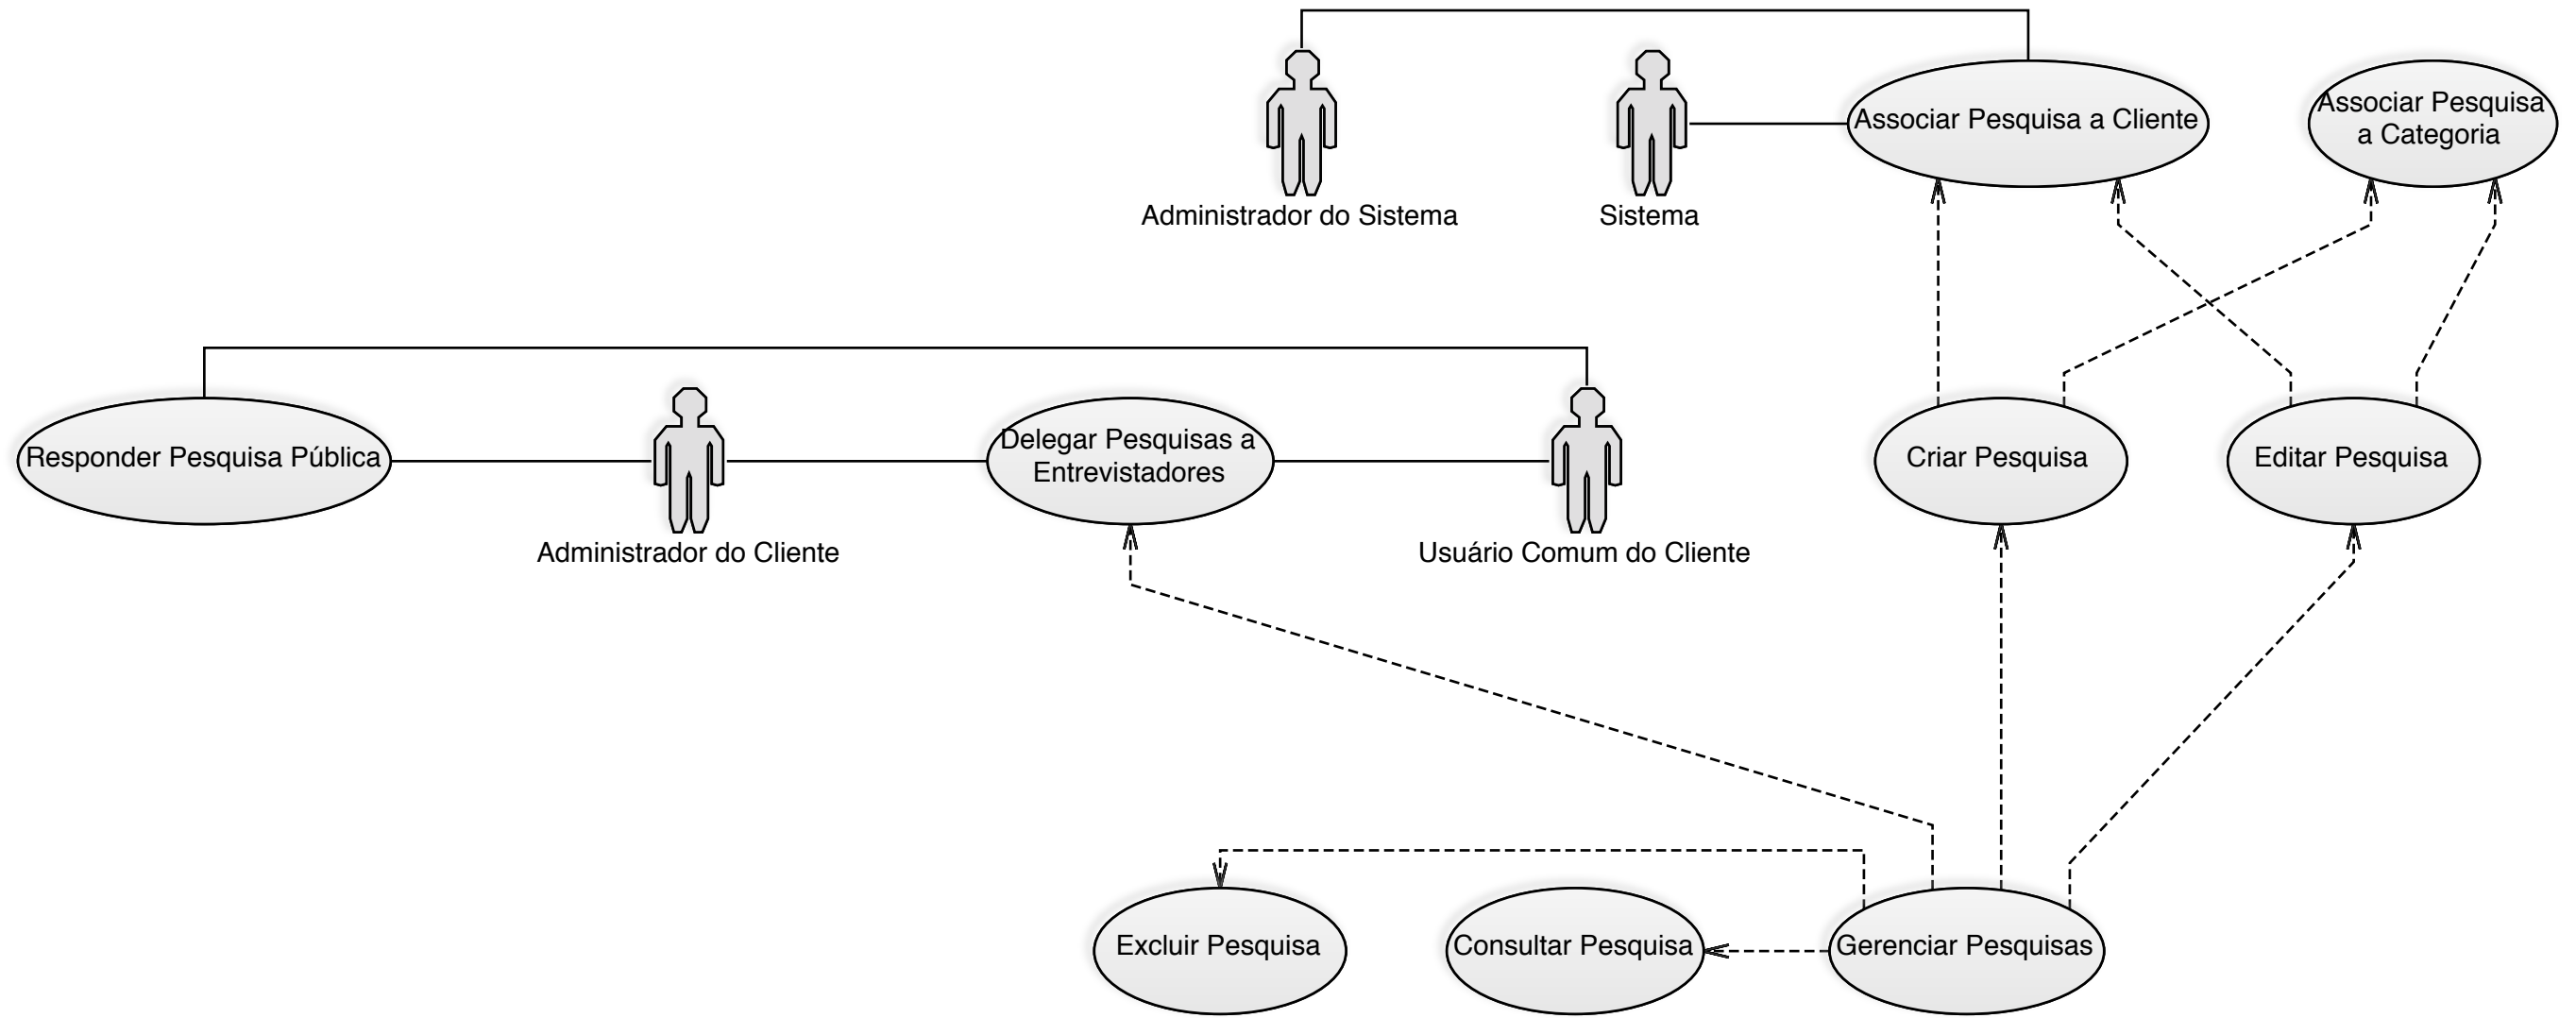 Associar Pesquisa a Cliente
Associar Pesquisa
a Categoria
Administrador do Sistema
Sistema
Responder Pesquisa Pública
Delegar Pesquisas a
Entrevistadores
Criar Pesquisa
Editar Pesquisa
Administrador do Cliente
Usuário Comum do Cliente
Excluir Pesquisa
Consultar Pesquisa
Gerenciar Pesquisas